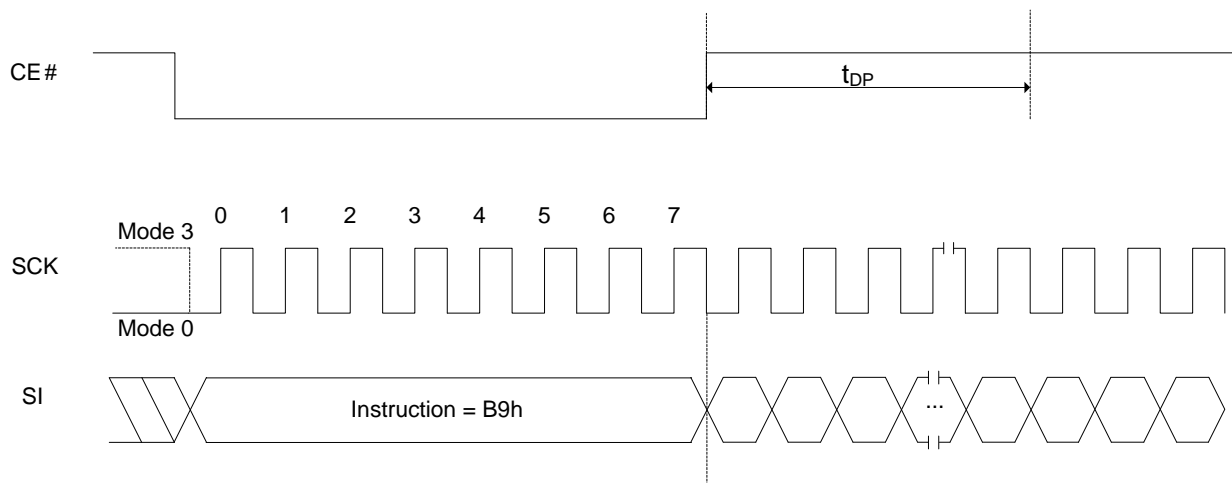 CE#
tDP
0 1 2 3 4 5 6 7
Mode 3
SCK
Mode 0
SI
Instruction = B9h
...